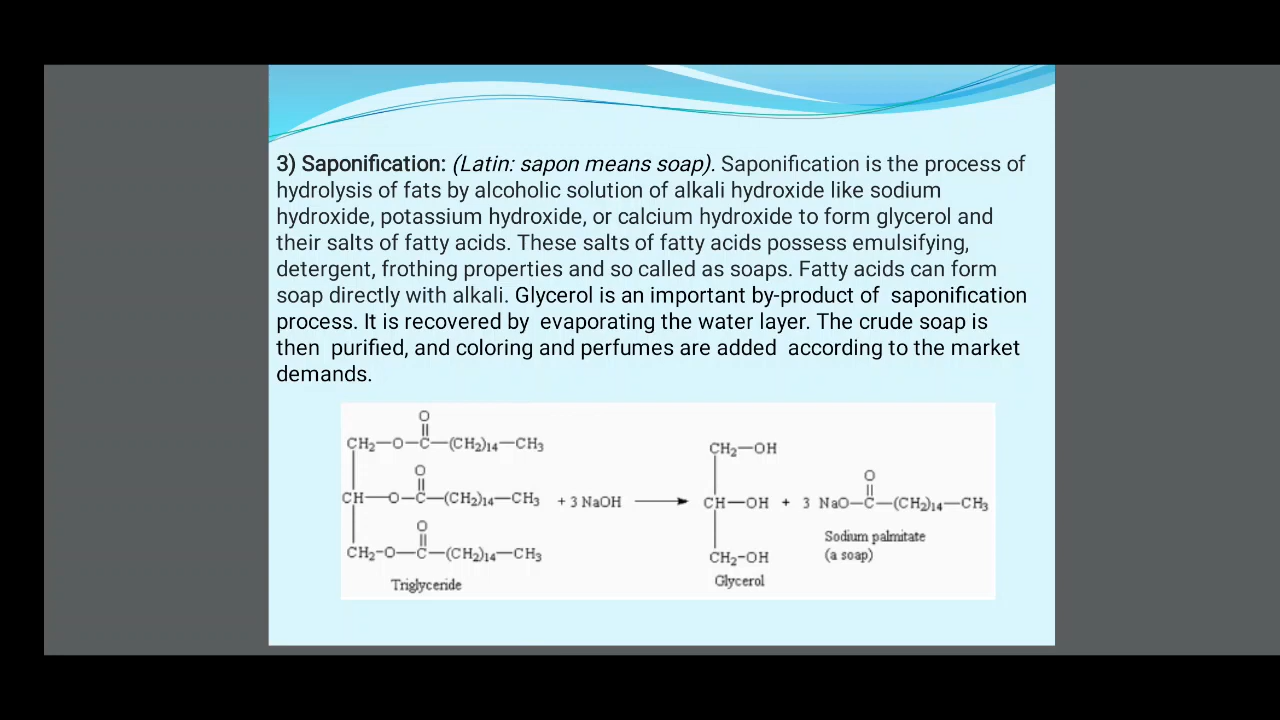 3) Saponification: (Latin: sapon means soap). Saponification is the process of
hydrolysis of fats by alcoholic solution of alkali hydroxide like sodium
hydroxide, potassium hydroxide, or calcium hydroxide to form glycerol and
their salts of fatty acids. These salts of fatty acids possess emulsifying,
detergent, frothing properties and so called as soaps. Fatty acids can form
soap directly with alkali. Glycerol is an important by-product of saponification
process. It is recovered by evaporating the water layer. The crude soap is
then purified, and coloring and perfumes are added according to the market
demands.
O
CH₂—O—C—(CH₂)₁₄—CH₃
O
CH—O—C—(CH₂)₁₄—CH₃
O
CH₂-O—C—(CH₂)₁₄—CH₃
Triglyceride
+ 3 NaOH
CH₂—OH
CH—OH
CH₂-OH
Glycerol
+ 3 NaO—C—(CH₂)₁₄—CH₃
O
Sodium palmitate
(a soap)